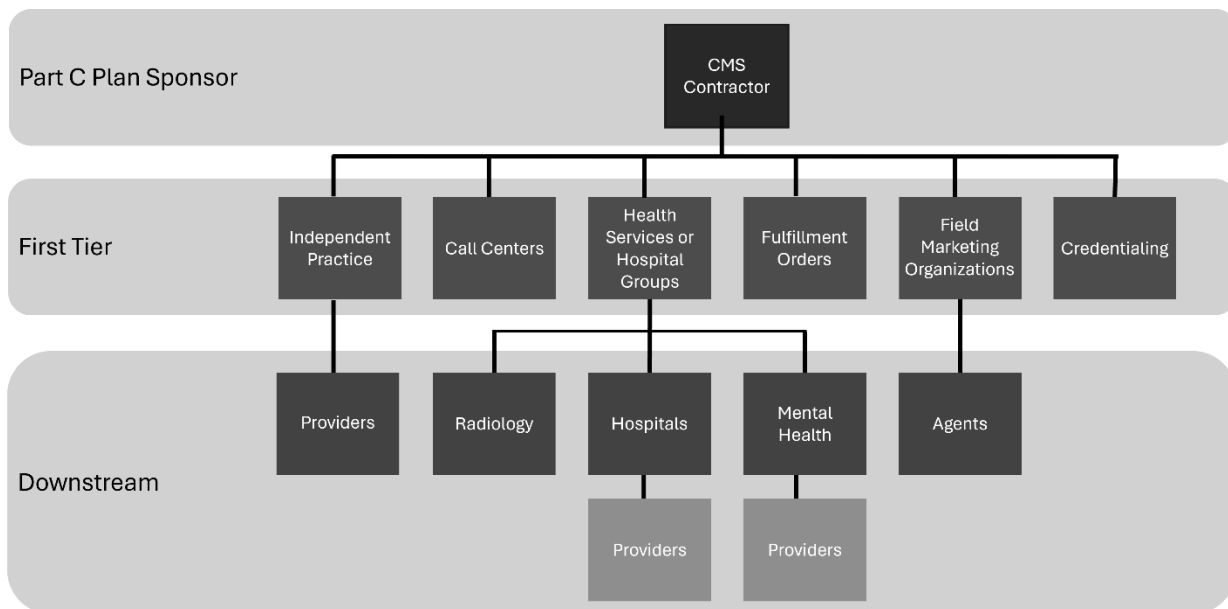 Part C Plan Sponsor
CMS
Contractor
First Tier
Independent
Practice
Call Centers
Health
Services or
Hospital
Groups
Fulfillment
Orders
Field
Marketing
Organizations
Credentialing
Downstream
Providers
Radiology
Hospitals
Mental
Health
Agents
Providers
Providers